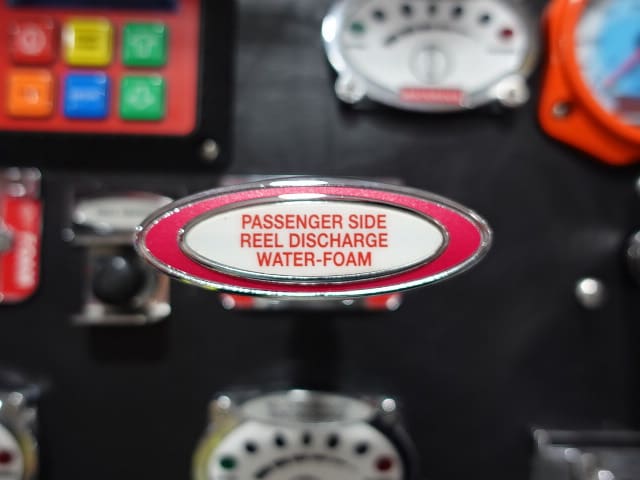 PASSENGER SIDE
REEL DISCHARGE
WATER-FOAM